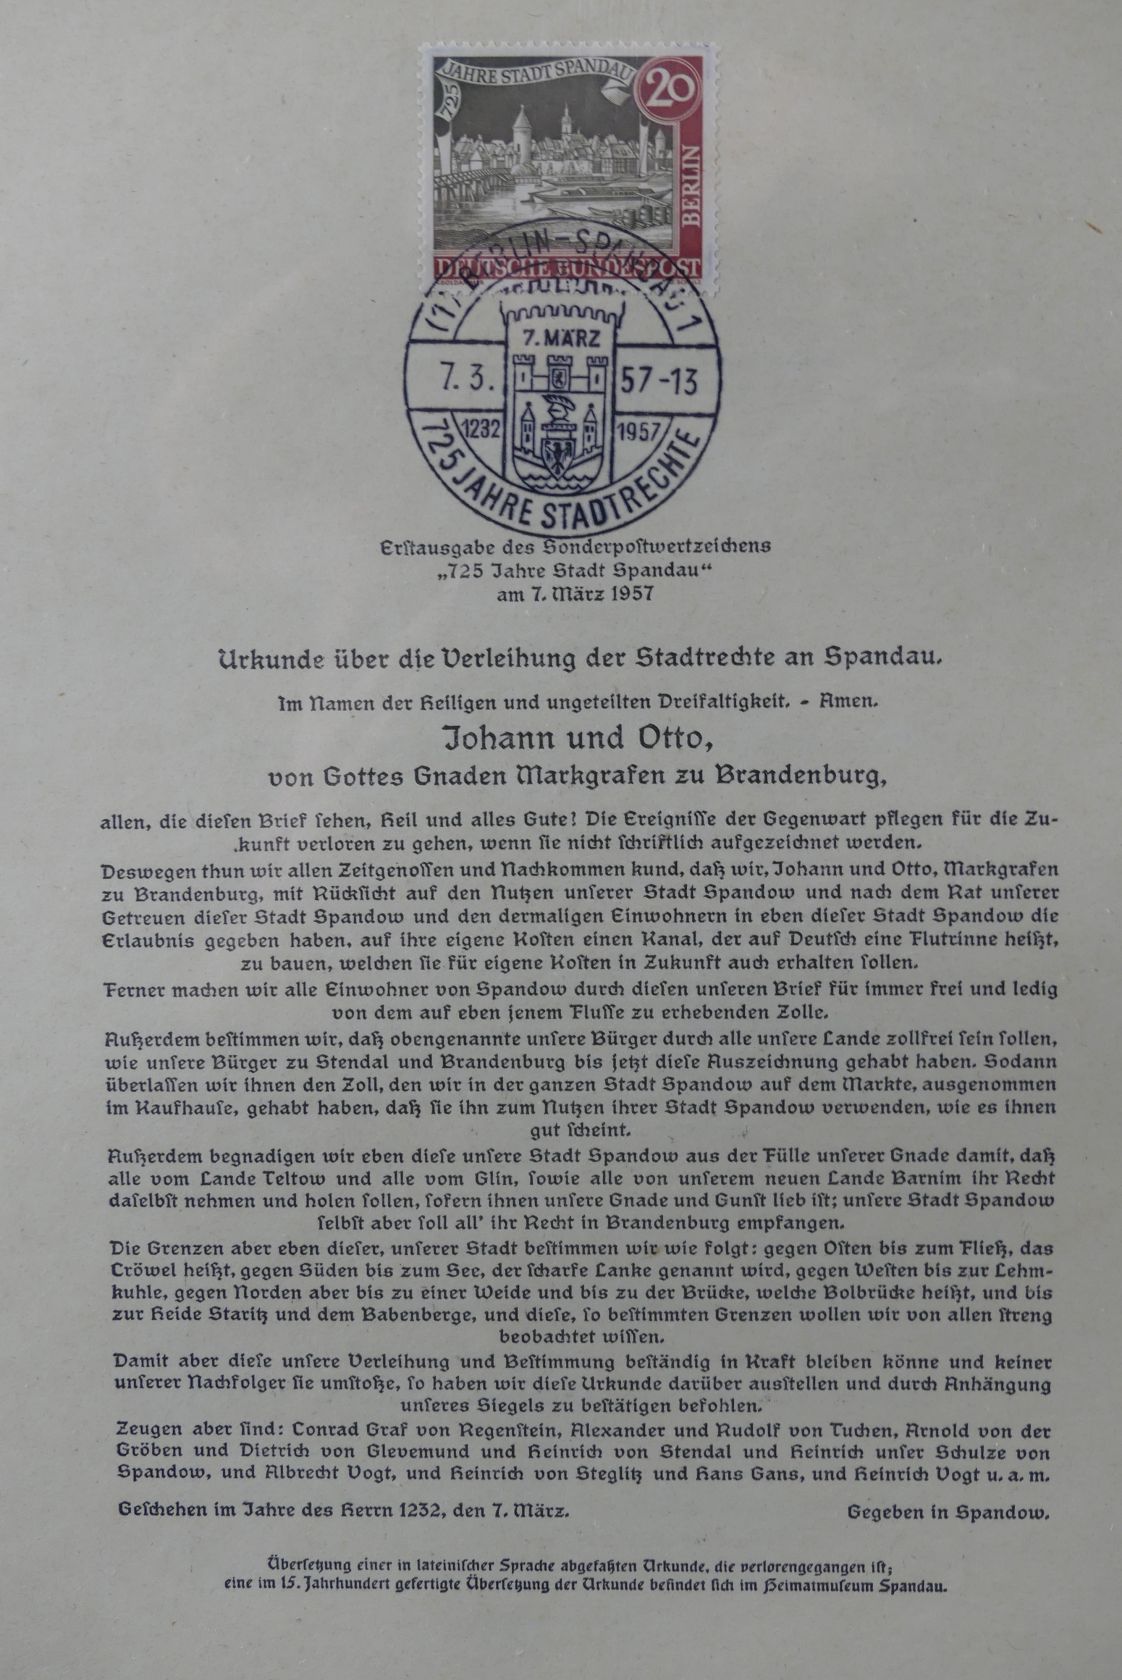 725 JAHRE STADT SPANDAU
20
BERLIN
DEUTSCHE BUNDESPOST
(1) BERLIN-SPANDAU 1
7. MÄRZ
7. 3. 57-13
1232 1957
725 JAHRE STADTRECHTE
Erstausgabe des Sonderpostwertzeichens
„725 Jahre Stadt Spandau“
am 7. März 1957
Urkunde über die Verleihung der Stadtrechte an Spandau.
Im Namen der Heiligen und ungeteilten Dreifaltigkeit. - Amen.
Johann und Otto,
von Gottes Gnaden Markgrafen zu Brandenburg,
allen, die diesen Brief sehen, Heil und alles Gute! Die Ereignisse der Gegenwart pflegen für die Zu-
kunft verloren zu gehen, wenn sie nicht schriftlich aufgezeichnet werden.
Deswegen thun wir allen Zeitgenossen und Nachkommen kund, daß wir, Johann und Otto, Markgrafen
zu Brandenburg, mit Rücksicht auf den Nutzen unserer Stadt Spandow und nach dem Rat unserer
Getreuen dieser Stadt Spandow und den dermaligen Einwohnern in eben dieser Stadt Spandow die
Erlaubnis gegeben haben, auf ihre eigene Kosten einen Kanal, der auf Deutsch eine Flutrinne heißt,
zu bauen, welchen sie für eigene Kosten in Zukunft auch erhalten sollen.
Ferner machen wir alle Einwohner von Spandow durch diesen unseren Brief für immer frei und ledig
von dem auf eben jenem Flusse zu erhebenden Zolle.
Außerdem bestimmen wir, daß obengenannte unsere Bürger durch alle unsere Lande zollfrei sein sollen,
wie unsere Bürger zu Stendal und Brandenburg bis jetzt diese Auszeichnung gehabt haben. Sodann
überlassen wir ihnen den Zoll, den wir in der ganzen Stadt Spandow auf dem Markte, ausgenommen
im Kaufhause, gehabt haben, daß sie ihn zum Nutzen ihrer Stadt Spandow verwenden, wie es ihnen
gut scheint.
Außerdem begnadigen wir eben diese unsere Stadt Spandow aus der Fülle unserer Gnade damit, daß
alle vom Lande Teltow und alle vom Glin, sowie alle von unserem neuen Lande Barnim ihr Recht
daselbst nehmen und holen sollen, sofern ihnen unsere Gnade und Gunst lieb ist; unsere Stadt Spandow
selbst aber soll all' ihr Recht in Brandenburg empfangen.
Die Grenzen aber eben dieser, unserer Stadt bestimmen wir wie folgt: gegen Osten bis zum Fließ, das
Cröwel heißt, gegen Süden bis zum See, der scharfe Lanke genannt wird, gegen Westen bis zur Lehm-
kuhle, gegen Norden aber bis zu einer Weide und bis zu der Brücke, welche Bolbrücke heißt, und bis
zur Heide Staritz und dem Babenberge, und diese, so bestimmten Grenzen wollen wir von allen streng
beobachtet wissen.
Damit aber diese unsere Verleihung und Bestimmung beständig in Kraft bleiben könne und keiner
unserer Nachfolger sie umstoße, so haben wir diese Urkunde darüber ausstellen und durch Anhängung
unseres Siegels zu bestätigen befohlen.
Zeugen aber sind: Conrad Graf von Regenstein, Alexander und Rudolf von Tuchen, Arnold von der
Gröben und Dietrich von Glevemund und Heinrich von Stendal und Heinrich unser Schulze von
Spandow, und Albrecht Vogt, und Heinrich von Steglitz und Hans Gans, und Heinrich Vogt u. a. m.
Geschehen im Jahre des Herrn 1232, den 7. März. Gegeben in Spandow.
Übersetzung einer in lateinischer Sprache abgefaßten Urkunde, die verlorengegangen ist;
eine im 15. Jahrhundert gefertigte Übersetzung der Urkunde befindet sich im Heimatmuseum Spandau.